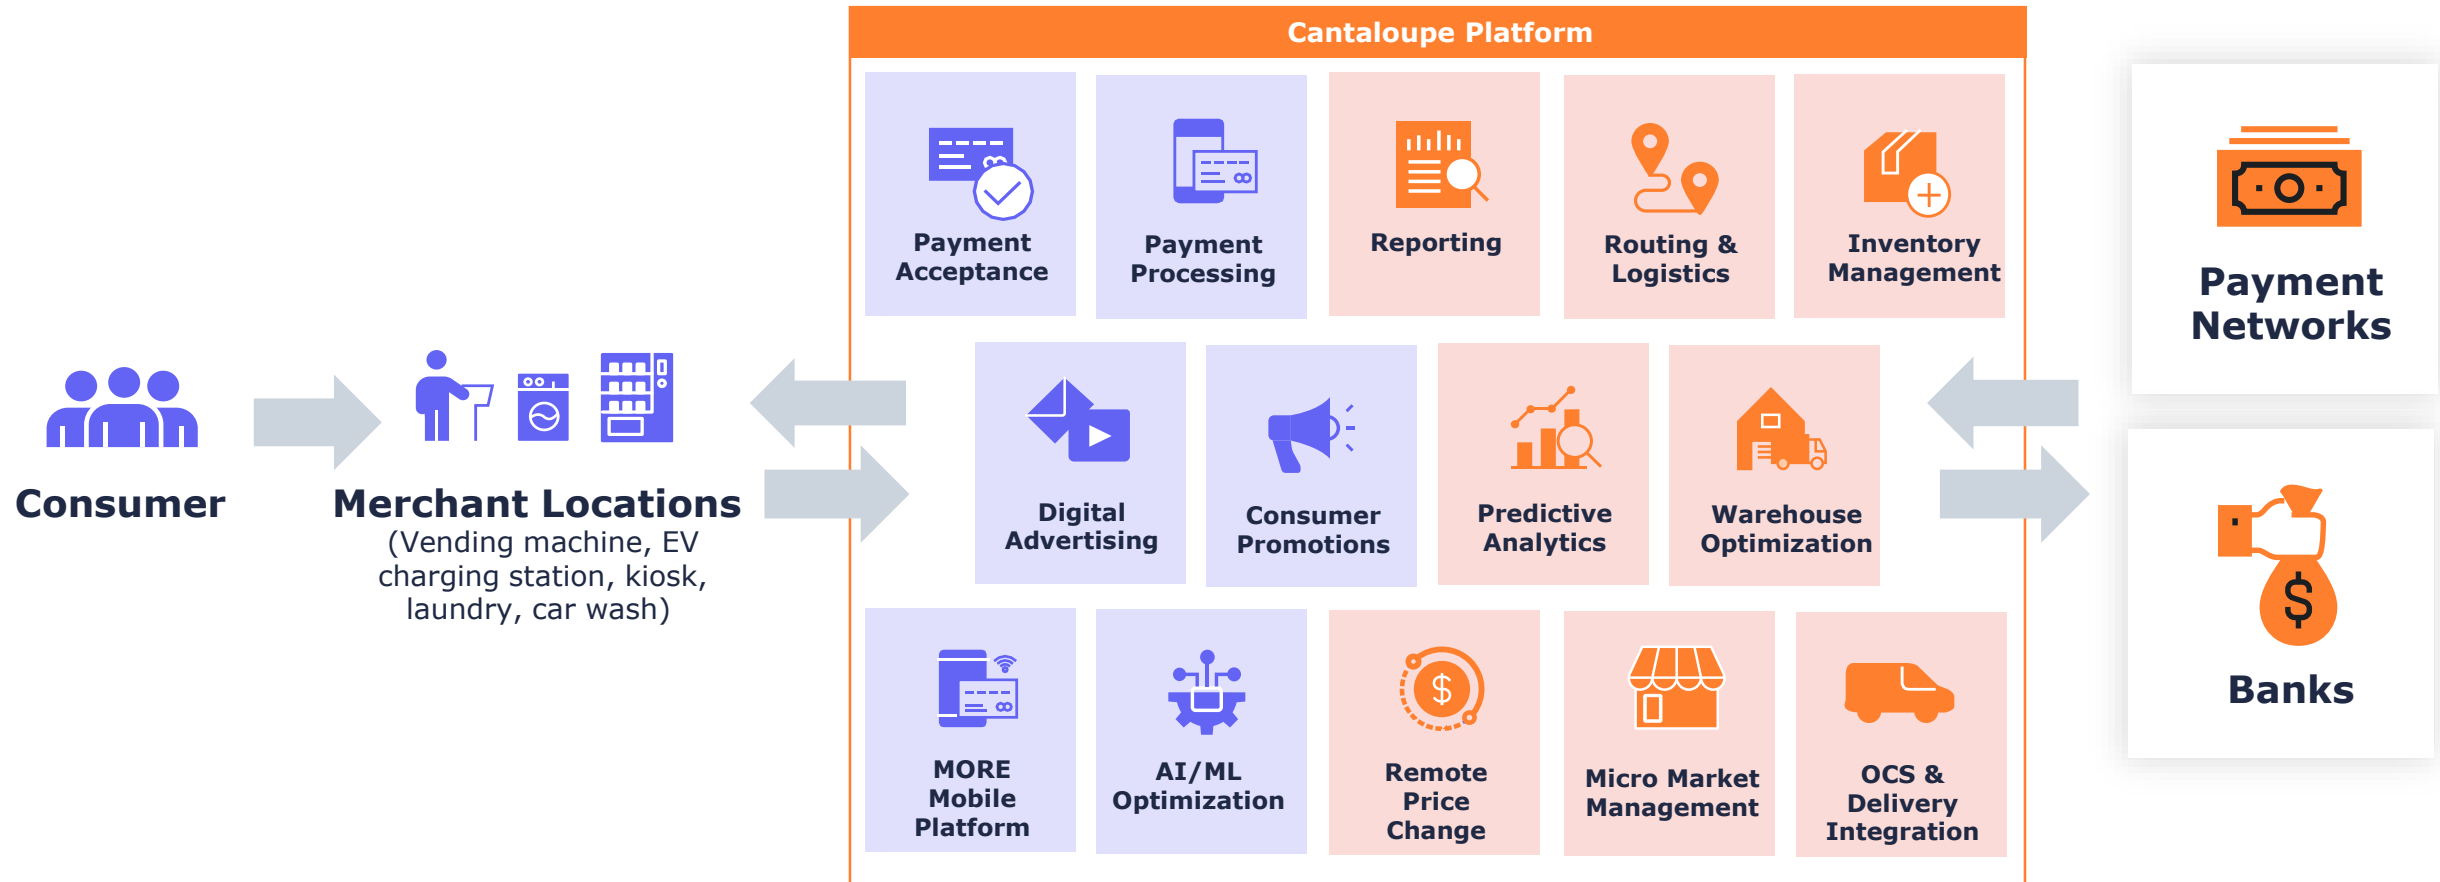 Cantaloupe Platform
Payment
Acceptance
Payment
Processing
Reporting
Routing &
Logistics
Inventory
Management
Payment
Networks
Consumer
Merchant Locations
(Vending machine, EV
charging station, kiosk,
laundry, car wash)
Digital
Advertising
Consumer
Promotions
Predictive
Analytics
Warehouse
Optimization
$
Banks
MORE
Mobile
Platform
AI/ML
Optimization
$
Remote
Price
Change
Micro Market
Management
OCS &
Delivery
Integration